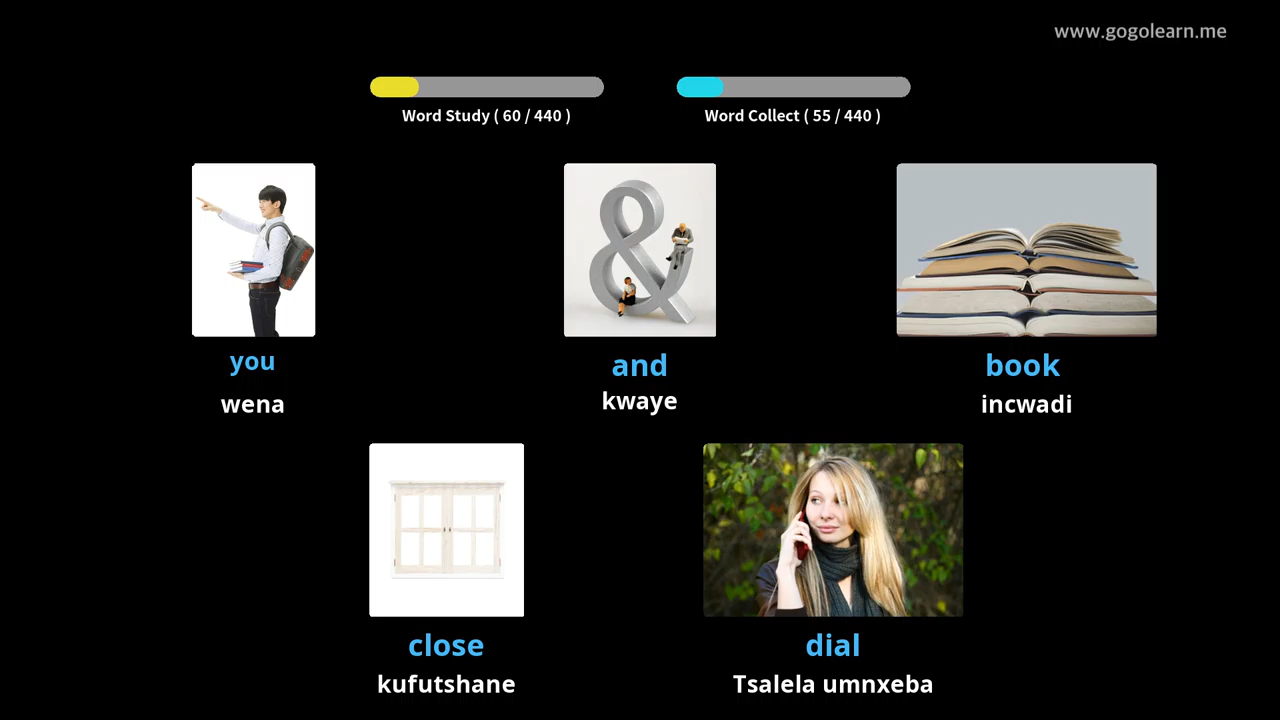 www.gogolearn.me
Word Study ( 60 / 440 )
Word Collect ( 55 / 440 )
you
wena
and
kwaye
book
incwadi
close
kufutshane
dial
Tsalela umnxeba